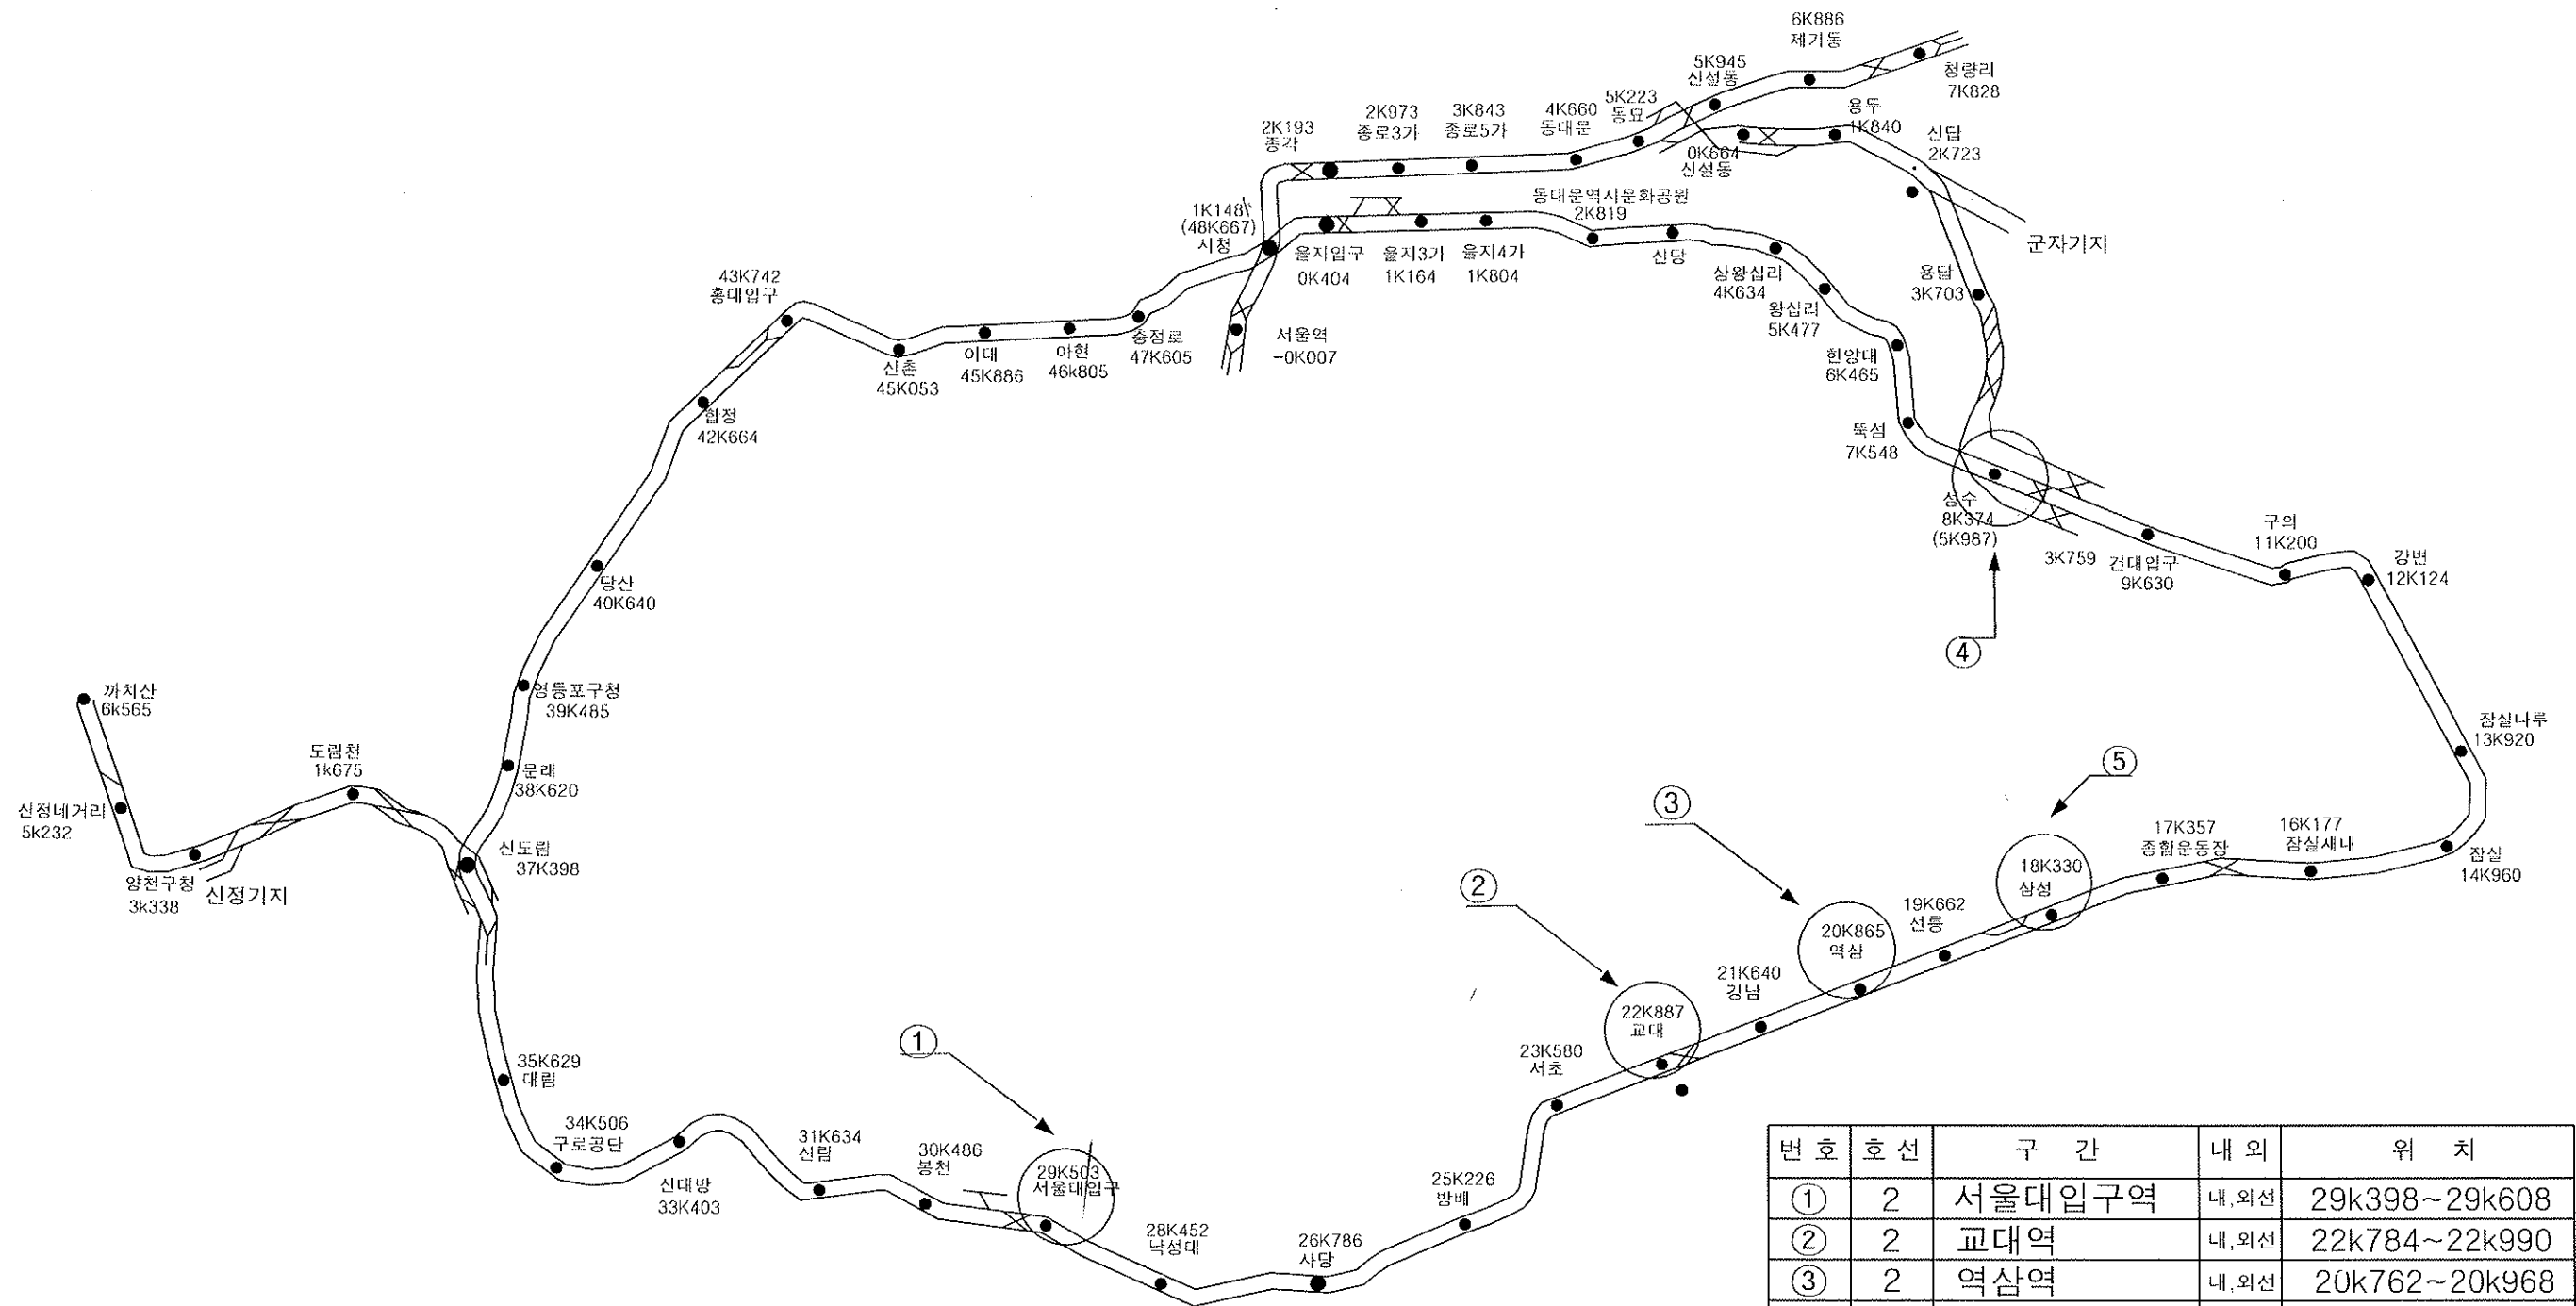 6K886
제기동
청량리
7K828
5K945
신설동
5K223
동묘
4K660
동대문
3K843
종로5가
2K973
종로3가
2K193
종각
용두
1K840
신답
2K723
0K664
신설동
군자기지
용답
3K703
1K148
(48K667)
시청
을지입구
0K404
을지3가
1K164
을지4가
1K804
동대문역사문화공원
2K819
신당
상왕십리
4K634
왕십리
5K477
한양대
6K465
뚝섬
7K548
성수
8K374
(5K987)
3K759
건대입구
9K630
구의
11K200
강변
12K124
④
서울역
-0K007
충정로
47K605
아현
46k805
이대
45K886
신촌
45K053
43K742
홍대입구
합정
42K664
당산
40K640
영등포구청
39K485
문래
38K620
신도림
37K398
까치산
6k565
신정네거리
5k232
양천구청
3k338
신정기지
도림천
1k675
잠실나루
13K920
잠실
14K960
16K177
잠실새내
17K357
종합운동장
⑤
18K330
삼성
19K662
선릉
③
20K865
역삼
21K640
강남
②
22K887
교대
23K580
서초
25K226
방배
26K786
사당
28K452
낙성대
①
29K503
서울대입구
30K486
봉천
31K634
신림
신대방
33K403
34K506
구로공단
35K629
대림
번호 호선 구 간 내외 위 치
① 2 서울대입구역 내,외선 29k398~29k608
② 2 교대역 내,외선 22k784~22k990
③ 2 역삼역 내,외선 20k762~20k968